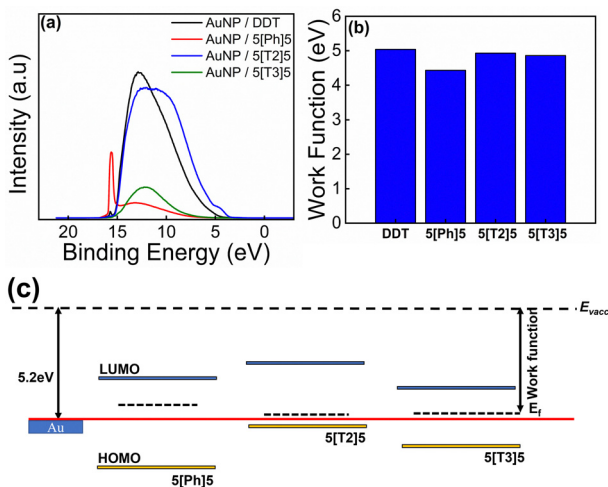 (a)
AuNP / DDT
AuNP / 5[Ph]5
AuNP / 5[T2]5
AuNP / 5[T3]5
Intensity (a.u)
20 15 10 5 0
Binding Energy (eV)
(b)
Work Function (eV)
6
5
4
3
2
1
0
DDT 5[Ph]5 5[T2]5 5[T3]5
(c)
Evacc
5.2eV
LUMO
Work function
Ef
Au
5[T2]5
HOMO
5[Ph]5
5[T3]5